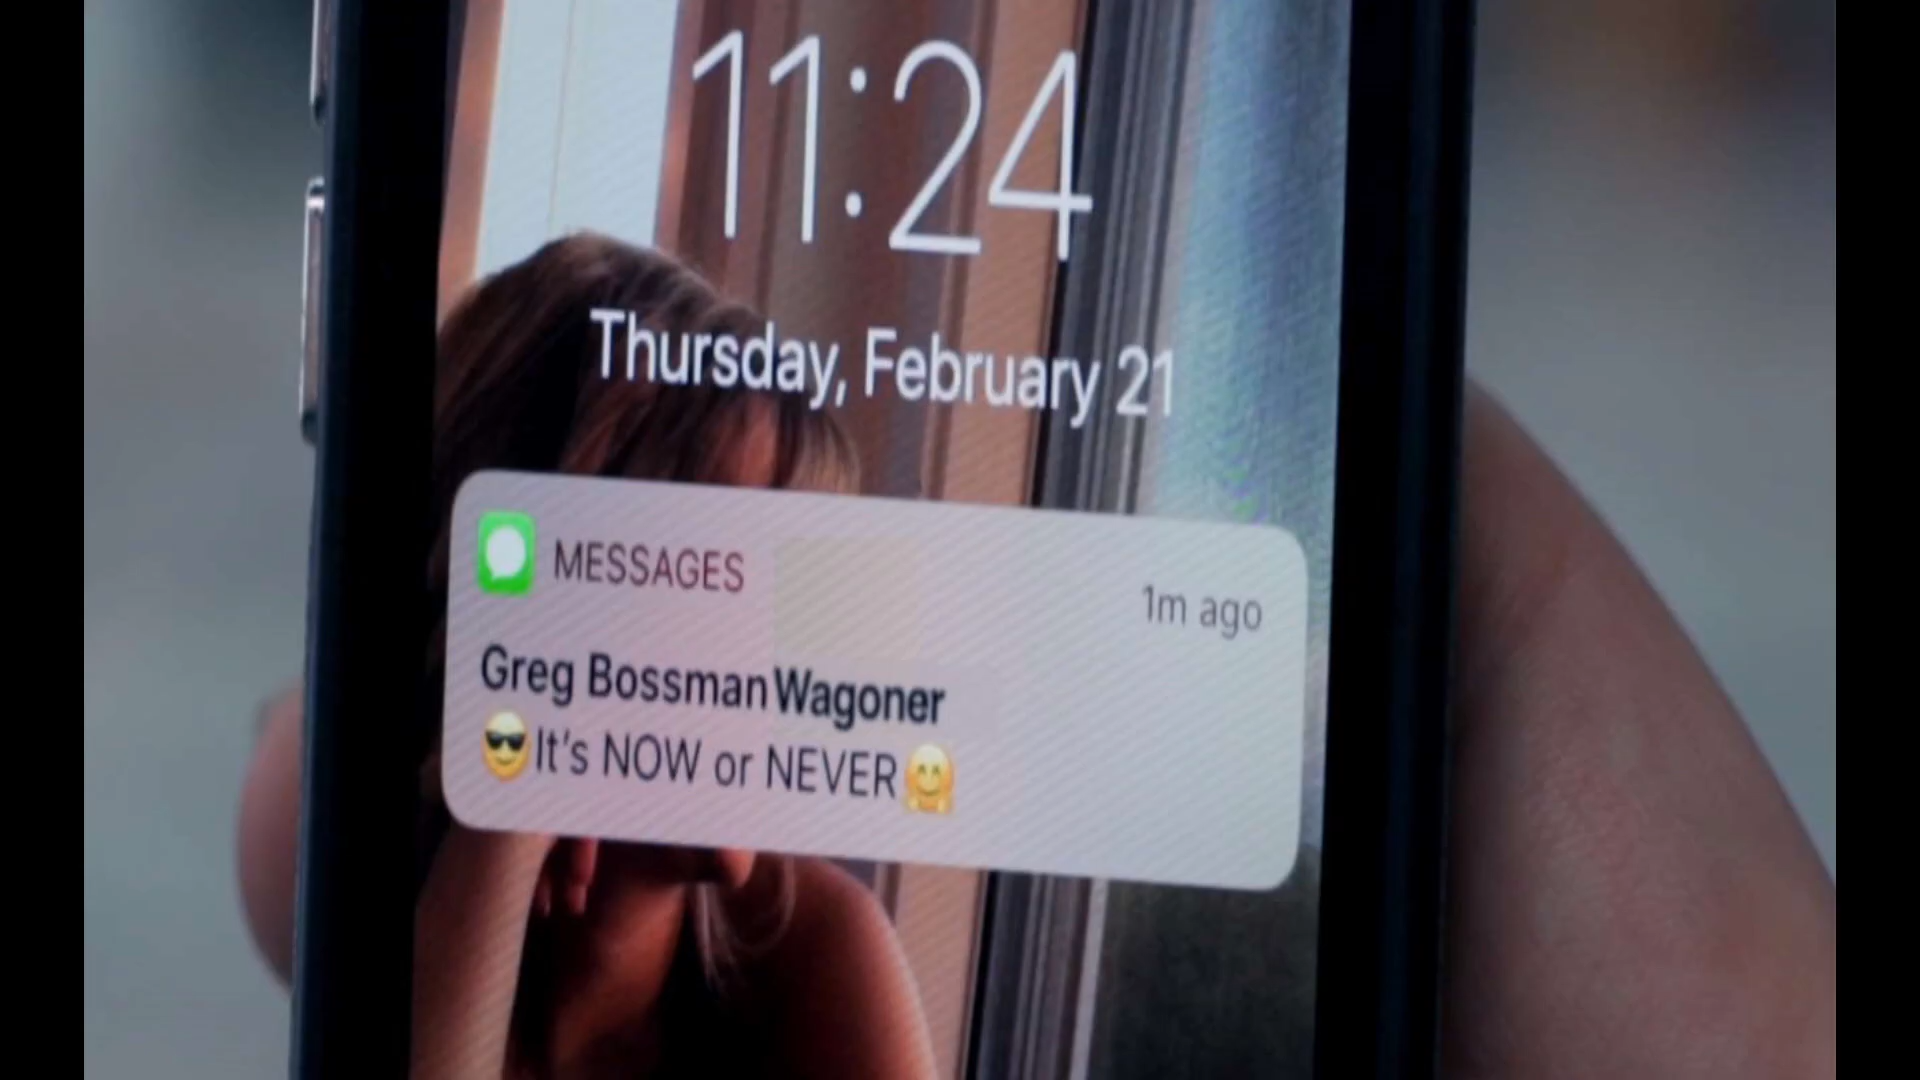 11:24
Thursday, February 21
MESSAGES
1m ago
Greg Bossman Wagoner
😎It's NOW or NEVER🤗